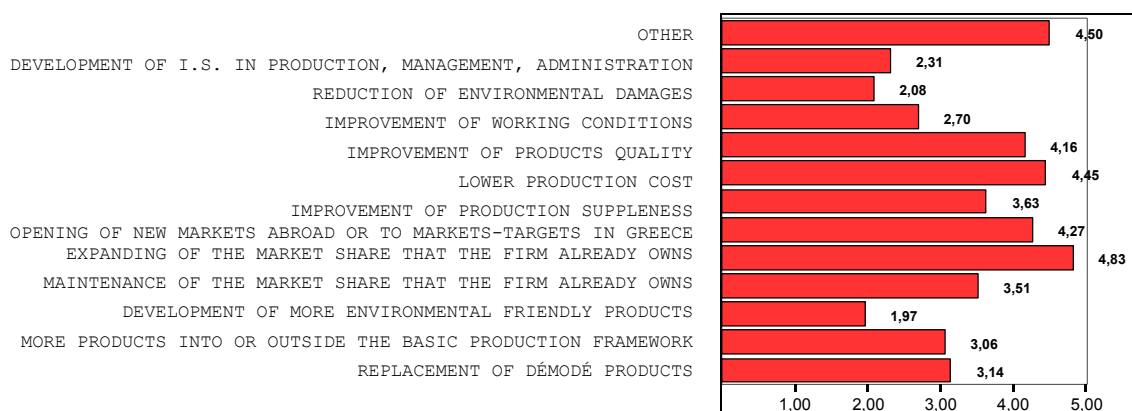 OTHER 4,50
DEVELOPMENT OF I.S. IN PRODUCTION, MANAGEMENT, ADMINISTRATION 2,31
REDUCTION OF ENVIRONMENTAL DAMAGES 2,08
IMPROVEMENT OF WORKING CONDITIONS 2,70
IMPROVEMENT OF PRODUCTS QUALITY 4,16
LOWER PRODUCTION COST 4,45
IMPROVEMENT OF PRODUCTION SUPPLENESS 3,63
OPENING OF NEW MARKETS ABROAD OR TO MARKETS-TARGETS IN GREECE 4,27
EXPANDING OF THE MARKET SHARE THAT THE FIRM ALREADY OWNS 4,83
MAINTENANCE OF THE MARKET SHARE THAT THE FIRM ALREADY OWNS 3,51
DEVELOPMENT OF MORE ENVIRONMENTAL FRIENDLY PRODUCTS 1,97
MORE PRODUCTS INTO OR OUTSIDE THE BASIC PRODUCTION FRAMEWORK 3,06
REPLACEMENT OF DÉMODÉ PRODUCTS 3,14
1,00 2,00 3,00 4,00 5,00